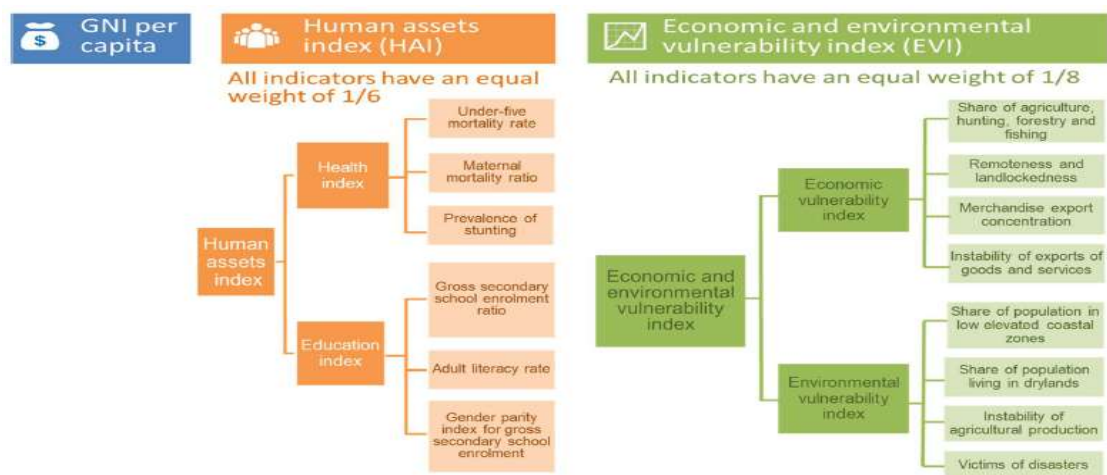 GNI per
capita
$
Human assets
index (HAI)
Economic and environmental
vulnerability index (EVI)
All indicators have an equal
weight of 1/6
All indicators have an equal weight of 1/8
Human
assets
index
Health
index
Under-five
mortality rate
Maternal
mortality ratio
Prevalence of
stunting
Education
index
Gross secondary
school enrolment
ratio
Adult literacy rate
Gender parity
index for gross
secondary school
enrolment
Economic and
environmental
vulnerability
index
Economic
vulnerability
index
Share of agriculture,
hunting, forestry and
fishing
Remoteness and
landlockedness
Merchandise export
concentration
Instability of exports of
goods and services
Environmental
vulnerability
index
Share of population in
low elevated coastal
zones
Share of population
living in drylands
Instability of
agricultural production
Victims of disasters